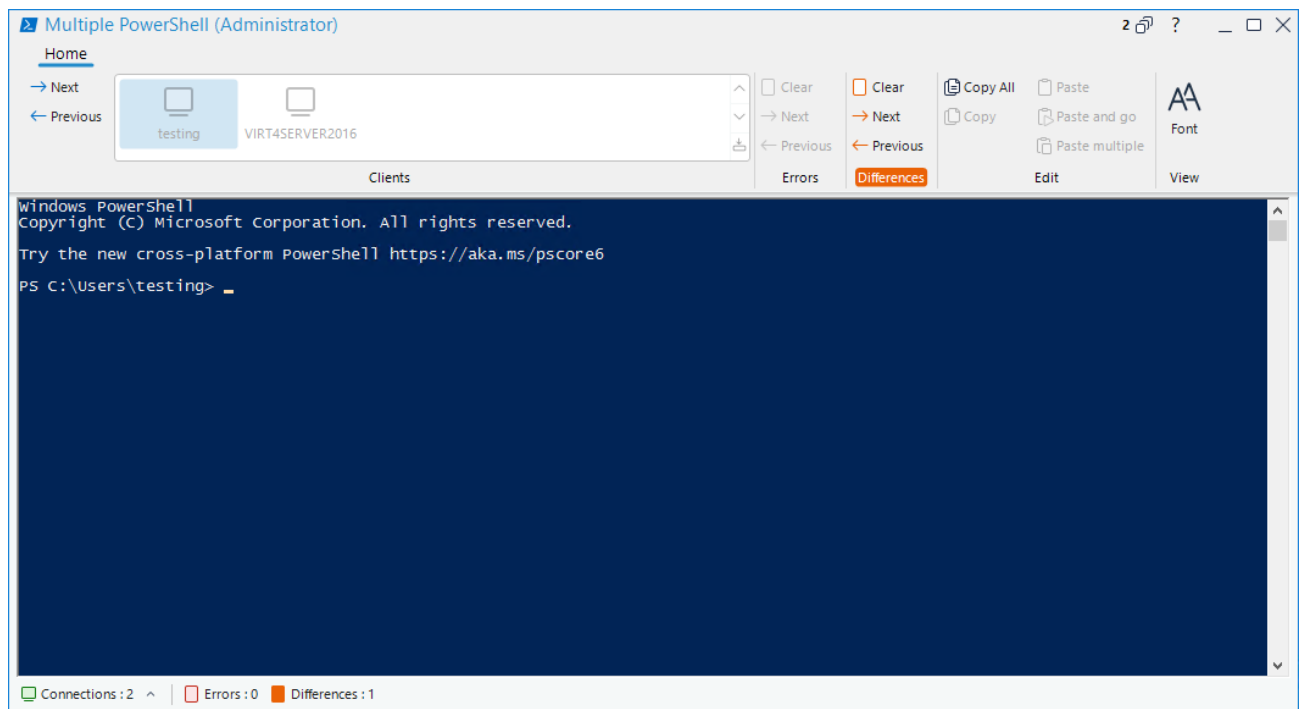 Multiple PowerShell (Administrator)
2
?
Home
Next
Previous
testing
VIRT4SERVER2016
Clients
Clear
Next
Previous
Errors
Clear
Next
Previous
Differences
Copy All
Copy
Paste
Paste and go
Paste multiple
Edit
AA
Font
View
Windows PowerShell
Copyright (C) Microsoft Corporation. All rights reserved.
Try the new cross-platform PowerShell https://aka.ms/pscore6
PS C:\Users\testing> _
Connections : 2
Errors : 0
Differences : 1